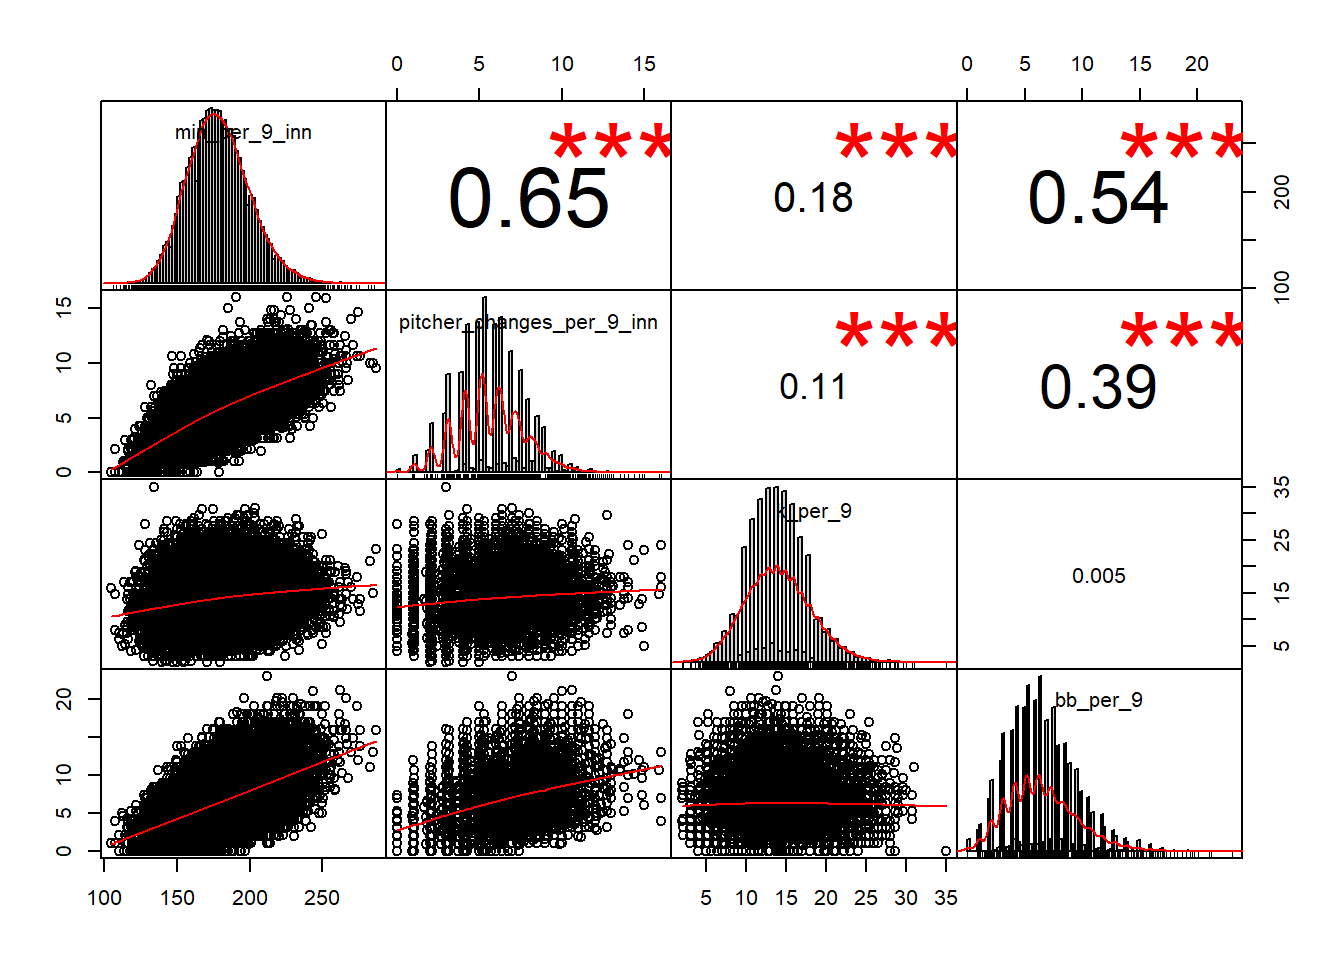 0 5 10 15 0 5 10 15 20
min_per_9_inn
***
0.65
***
0.18
***
0.54
100 200
0 5 10 15
pitcher_changes_per_9_inn
***
0.11
***
0.39
k_per_9
0.005
5 15 25 35
0 5 10 20
bb_per_9
100 150 200 250 5 10 15 20 25 30 35